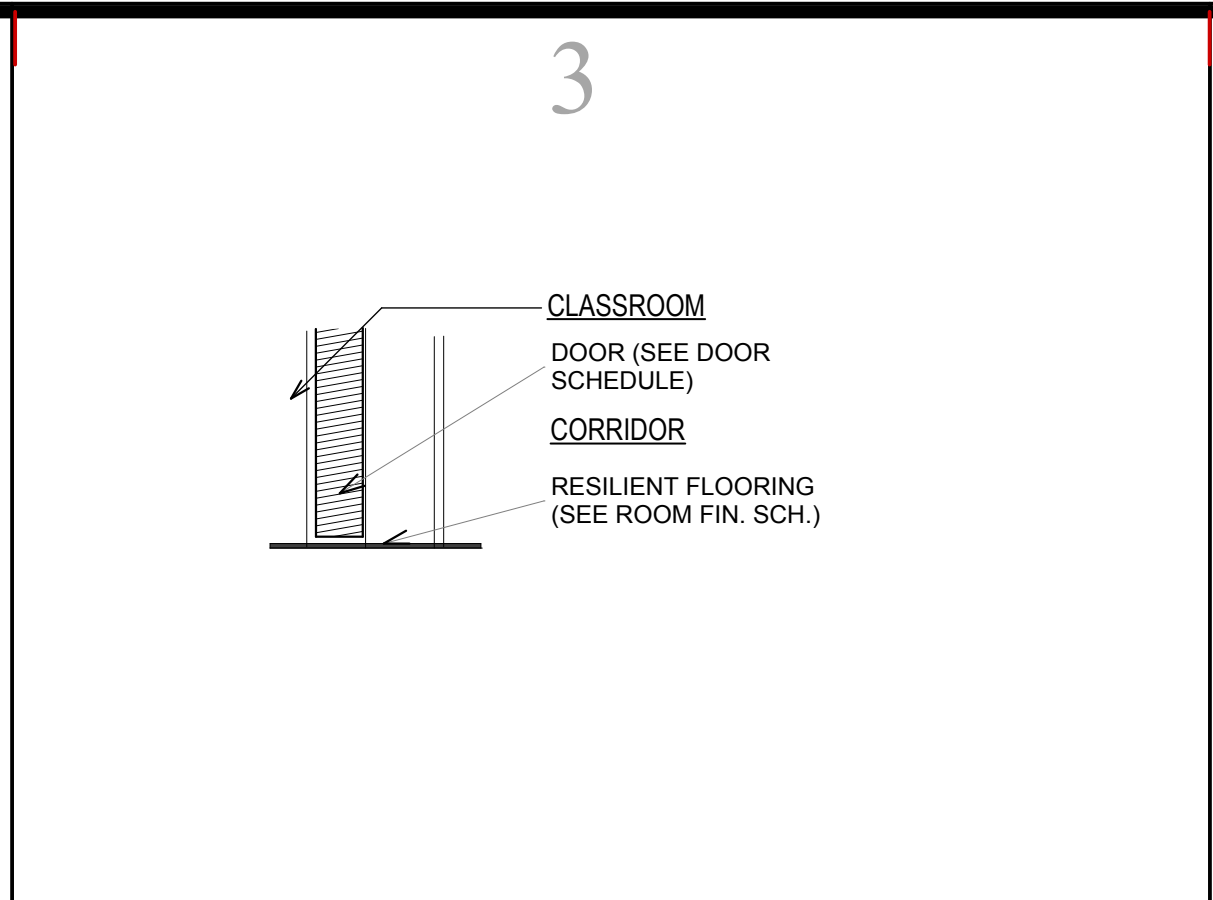 3
CLASSROOM
DOOR (SEE DOOR
SCHEDULE)
CORRIDOR
RESILIENT FLOORING
(SEE ROOM FIN. SCH.)